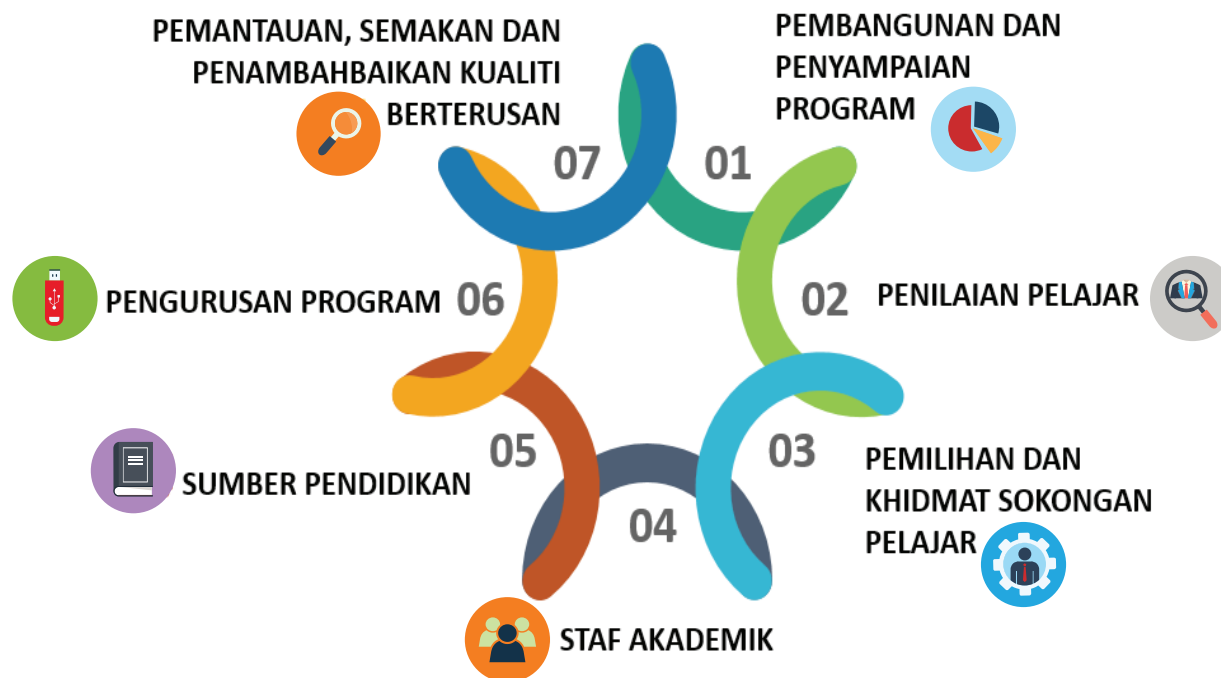 PEMBANGUNAN DAN
PENYAMPAIAN
PROGRAM
01
PENILAIAN PELAJAR
02
PEMILIHAN DAN
KHIDMAT SOKONGAN
PELAJAR
03
STAF AKADEMIK
04
SUMBER PENDIDIKAN
05
PENGURUSAN PROGRAM
06
PEMANTAUAN, SEMAKAN DAN
PENAMBAHBAIKAN KUALITI
BERTERUSAN
07